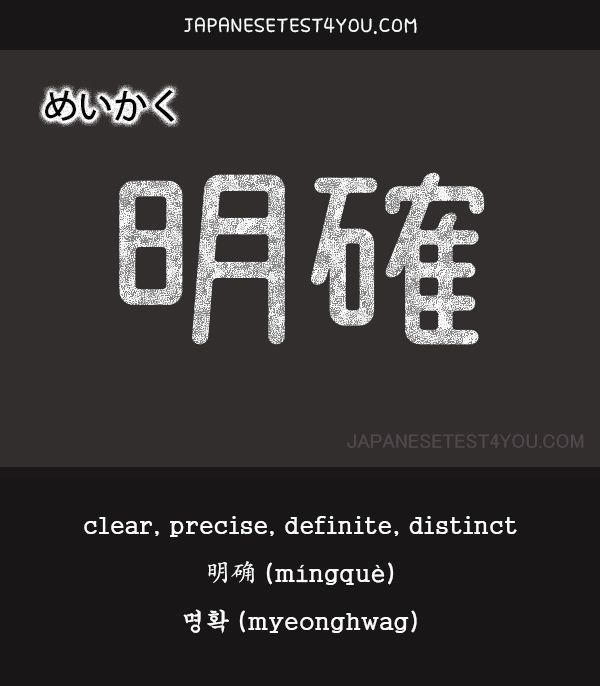 JAPANESETEST4YOU.COM
めいかく
明確
JAPANESETEST4YOU.COM
clear, precise, definite, distinct
明确 (míngquè)
명확 (myeonghwag)